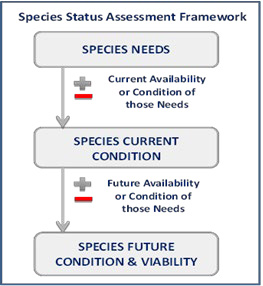 Species Status Assessment Framework
SPECIES NEEDS
Current Availability
or Condition of
those Needs
SPECIES CURRENT
CONDITION
Future Availability
or Condition of
those Needs
SPECIES FUTURE
CONDITION & VIABILITY